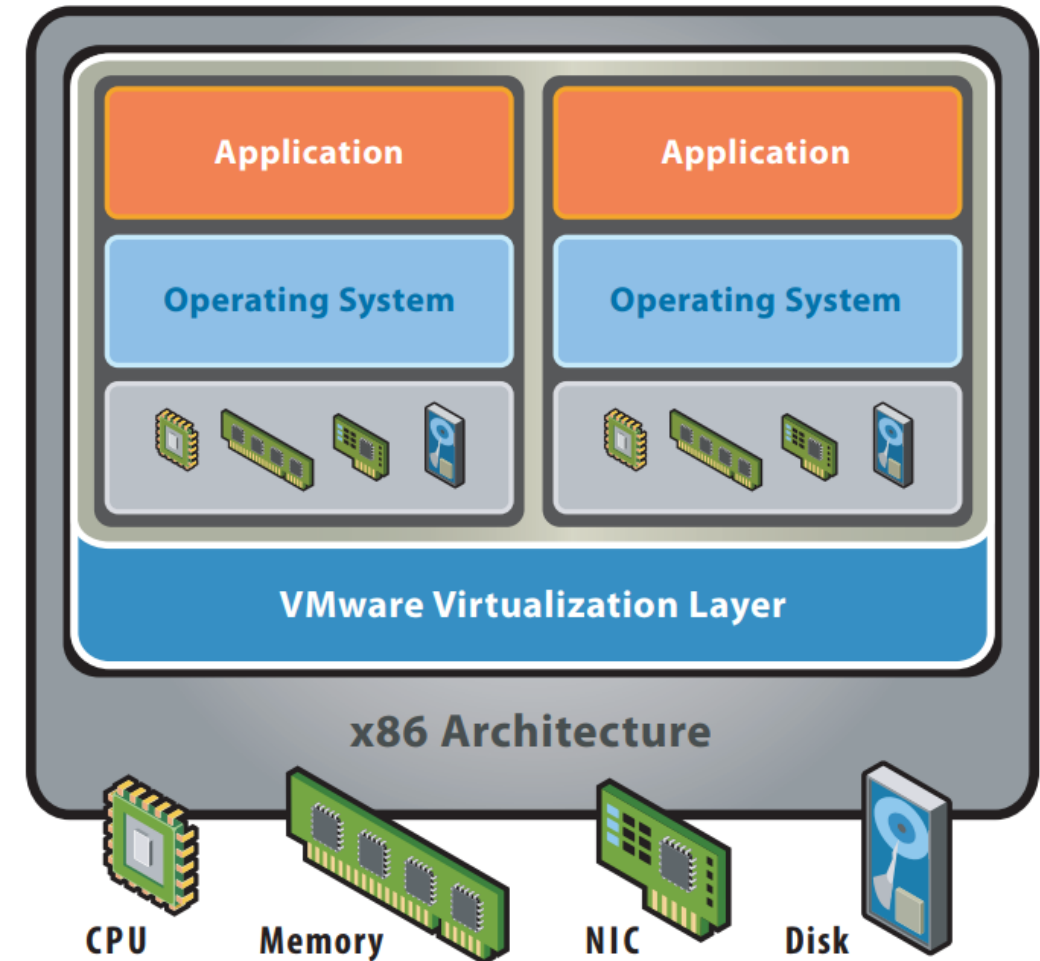 Application
Application
Operating System
Operating System
VMware Virtualization Layer
x86 Architecture
CPU
Memory
NIC
Disk